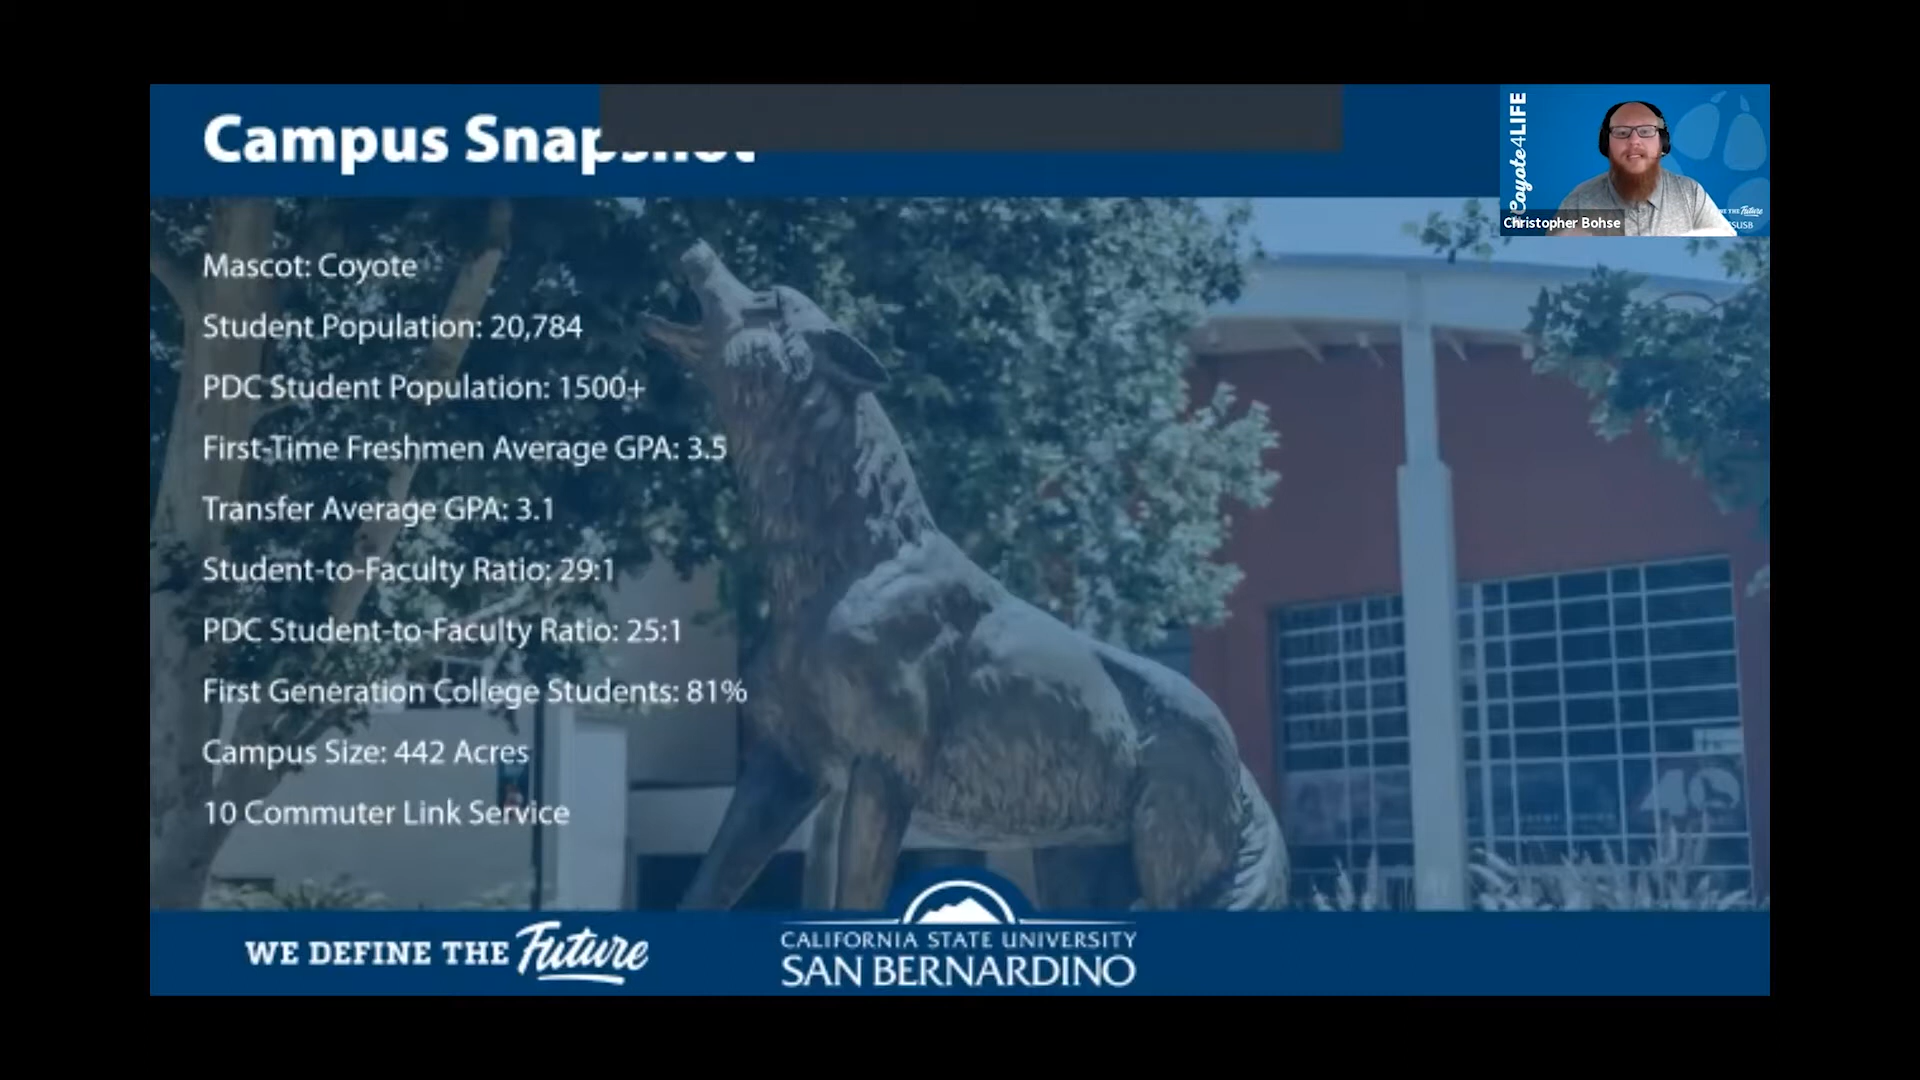 Campus Snapshot
Coyote4LIFE
Christopher Bohse
Mascot: Coyote
Student Population: 20,784
PDC Student Population: 1500+
First-Time Freshmen Average GPA: 3.5
Transfer Average GPA: 3.1
Student-to-Faculty Ratio: 29:1
PDC Student-to-Faculty Ratio: 25:1
First Generation College Students: 81%
Campus Size: 442 Acres
10 Commuter Link Service
WE DEFINE THE Future
CALIFORNIA STATE UNIVERSITY
SAN BERNARDINO